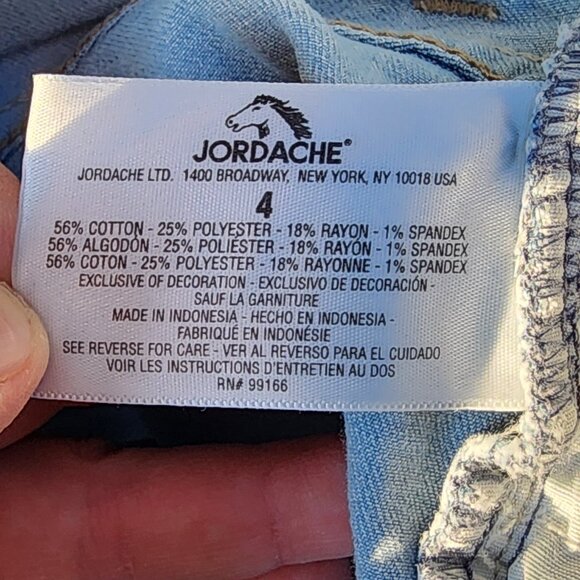 JORDACHE®
JORDACHE LTD. 1400 BROADWAY, NEW YORK, NY 10018 USA
4
56% COTTON - 25% POLYESTER - 18% RAYON - 1% SPANDEX
56% ALGODÓN - 25% POLIÉSTER - 18% RAYÓN - 1% SPANDEX
56% COTON - 25% POLYESTER - 18% RAYONNE - 1% SPANDEX
EXCLUSIVE OF DECORATION - EXCLUSIVO DE DECORACIÓN -
SAUF LA GARNITURE
MADE IN INDONESIA - HECHO EN INDONESIA -
FABRIQUÉ EN INDONÉSIE
SEE REVERSE FOR CARE - VER AL REVERSO PARA EL CUIDADO
VOIR LES INSTRUCTIONS D'ENTRETIEN AU DOS
RN# 99166